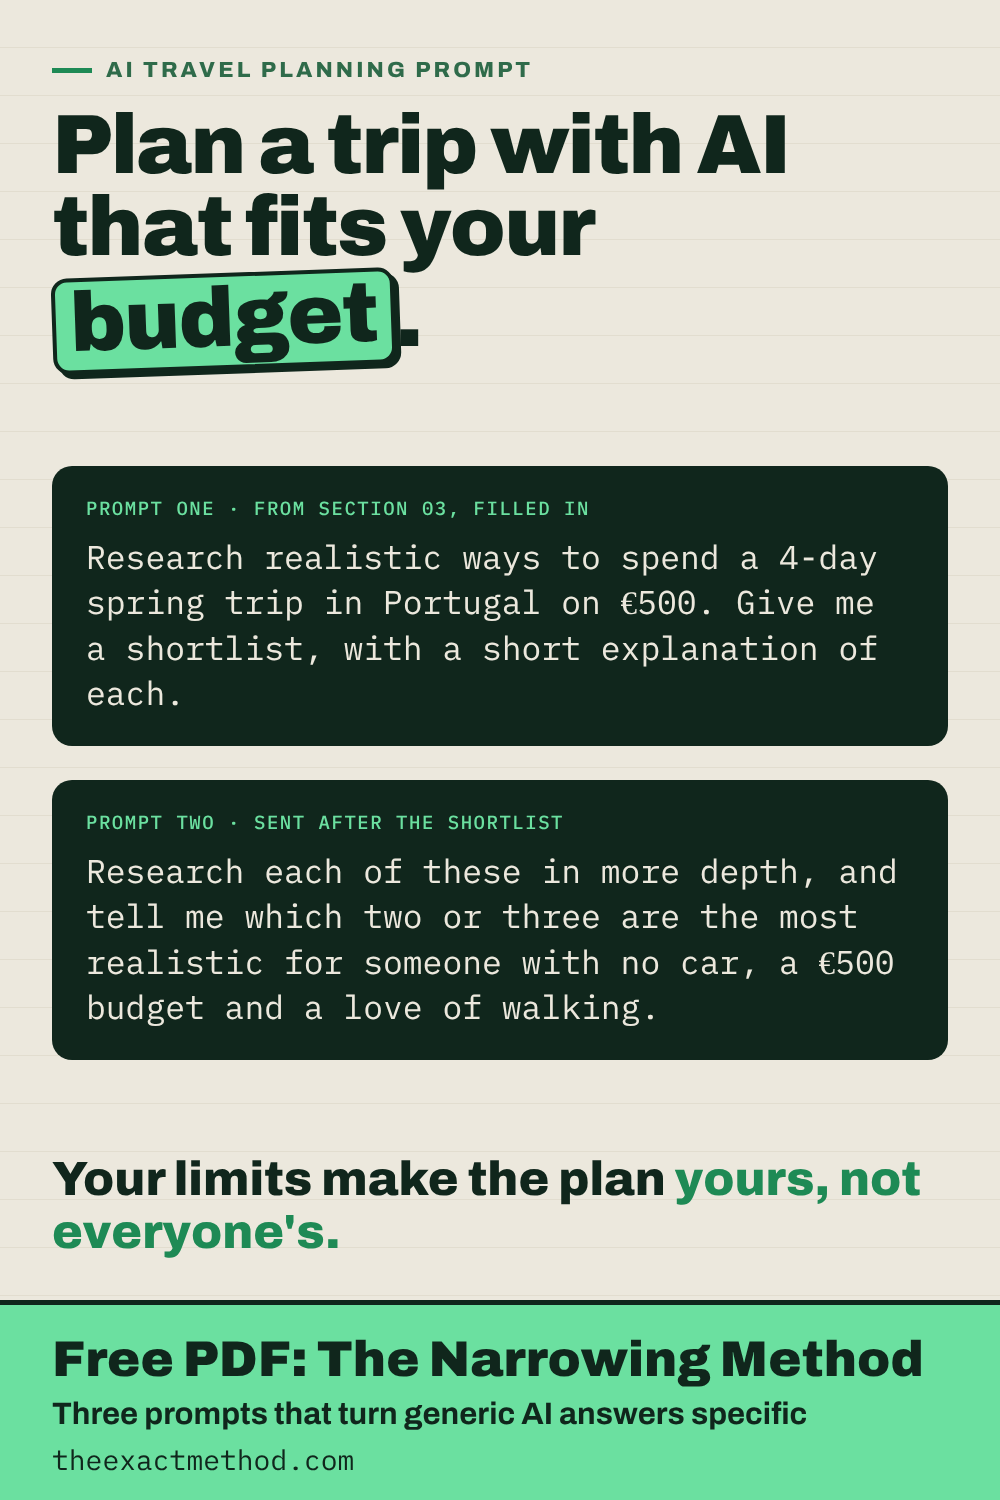 AI TRAVEL PLANNING PROMPT
Plan a trip with AI
that fits your
budget.
PROMPT ONE · FROM SECTION 03, FILLED IN
Research realistic ways to spend a 4-day
spring trip in Portugal on €500. Give me
a shortlist, with a short explanation of
each.
PROMPT TWO · SENT AFTER THE SHORTLIST
Research each of these in more depth, and
tell me which two or three are the most
realistic for someone with no car, a €500
budget and a love of walking.
Your limits make the plan yours, not
everyone's.
Free PDF: The Narrowing Method
Three prompts that turn generic AI answers specific
theexactmethod.com